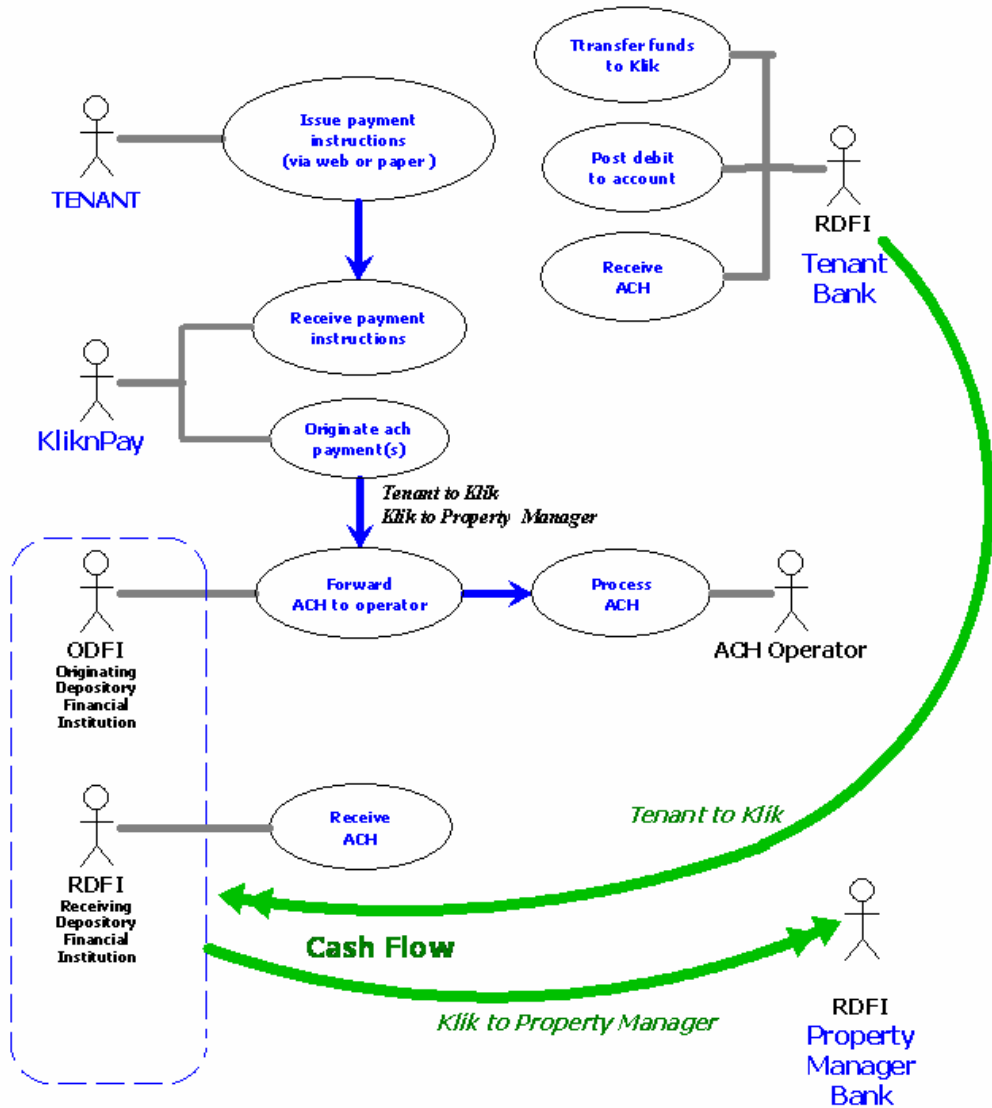 Ttransfer funds
to Klik
Issue payment
instructions
(via web or paper )
TENANT
Post debit
to account
RDFI
Tenant
Bank
Receive
ACH
Receive payment
instructions
KliknPay
Originate ach
payment(s)
Tenant to Klik
Klik to Property Manager
Forward
ACH to operator
Process
ACH
ODFI
Originating
Depository
Financial
Institution
ACH Operator
Receive
ACH
Tenant to Klik
RDFI
Receiving
Depository
Financial
Institution
Cash Flow
Klik to Property Manager
RDFI
Property
Manager
Bank